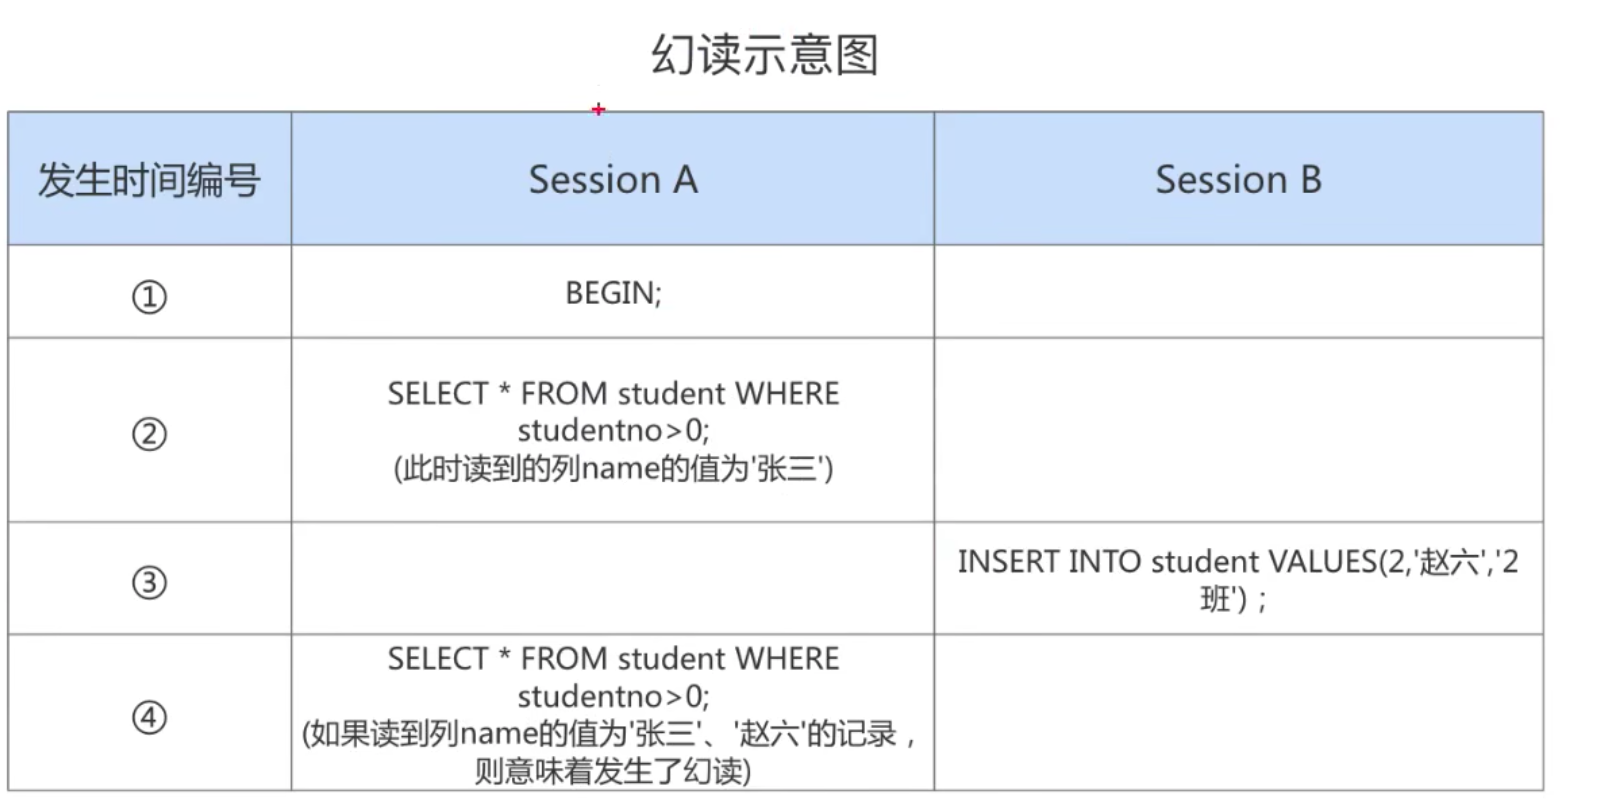 幻读示意图
发生时间编号
Session A
Session B
①
BEGIN;
②
SELECT * FROM student WHERE
studentno>0;
(此时读到的列name的值为'张三')
③
INSERT INTO student VALUES(2,'赵六','2
班')；
④
SELECT * FROM student WHERE
studentno>0;
(如果读到列name的值为'张三'、'赵六'的记录，
则意味着发生了幻读)